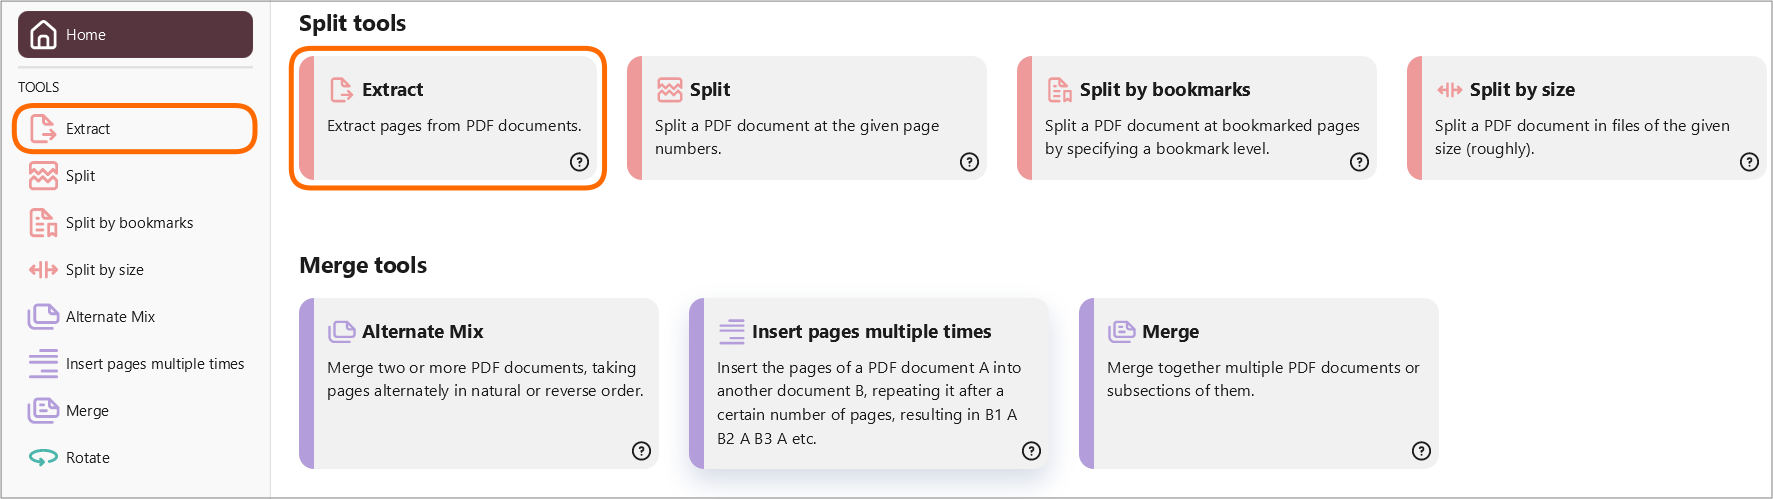 Home
TOOLS
Extract
Split
Split by bookmarks
Split by size
Alternate Mix
Insert pages multiple times
Merge
Rotate
Split tools
Extract
Extract pages from PDF documents.
?
Split
Split a PDF document at the given page
numbers.
?
Split by bookmarks
Split a PDF document at bookmarked pages
by specifying a bookmark level.
?
Split by size
Split a PDF document in files of the given
size (roughly).
?
Merge tools
Alternate Mix
Merge two or more PDF documents, taking
pages alternately in natural or reverse order.
?
Insert pages multiple times
Insert the pages of a PDF document A into
another document B, repeating it after a
certain number of pages, resulting in B1 A
B2 A B3 A etc.
?
Merge
Merge together multiple PDF documents or
subsections of them.
?